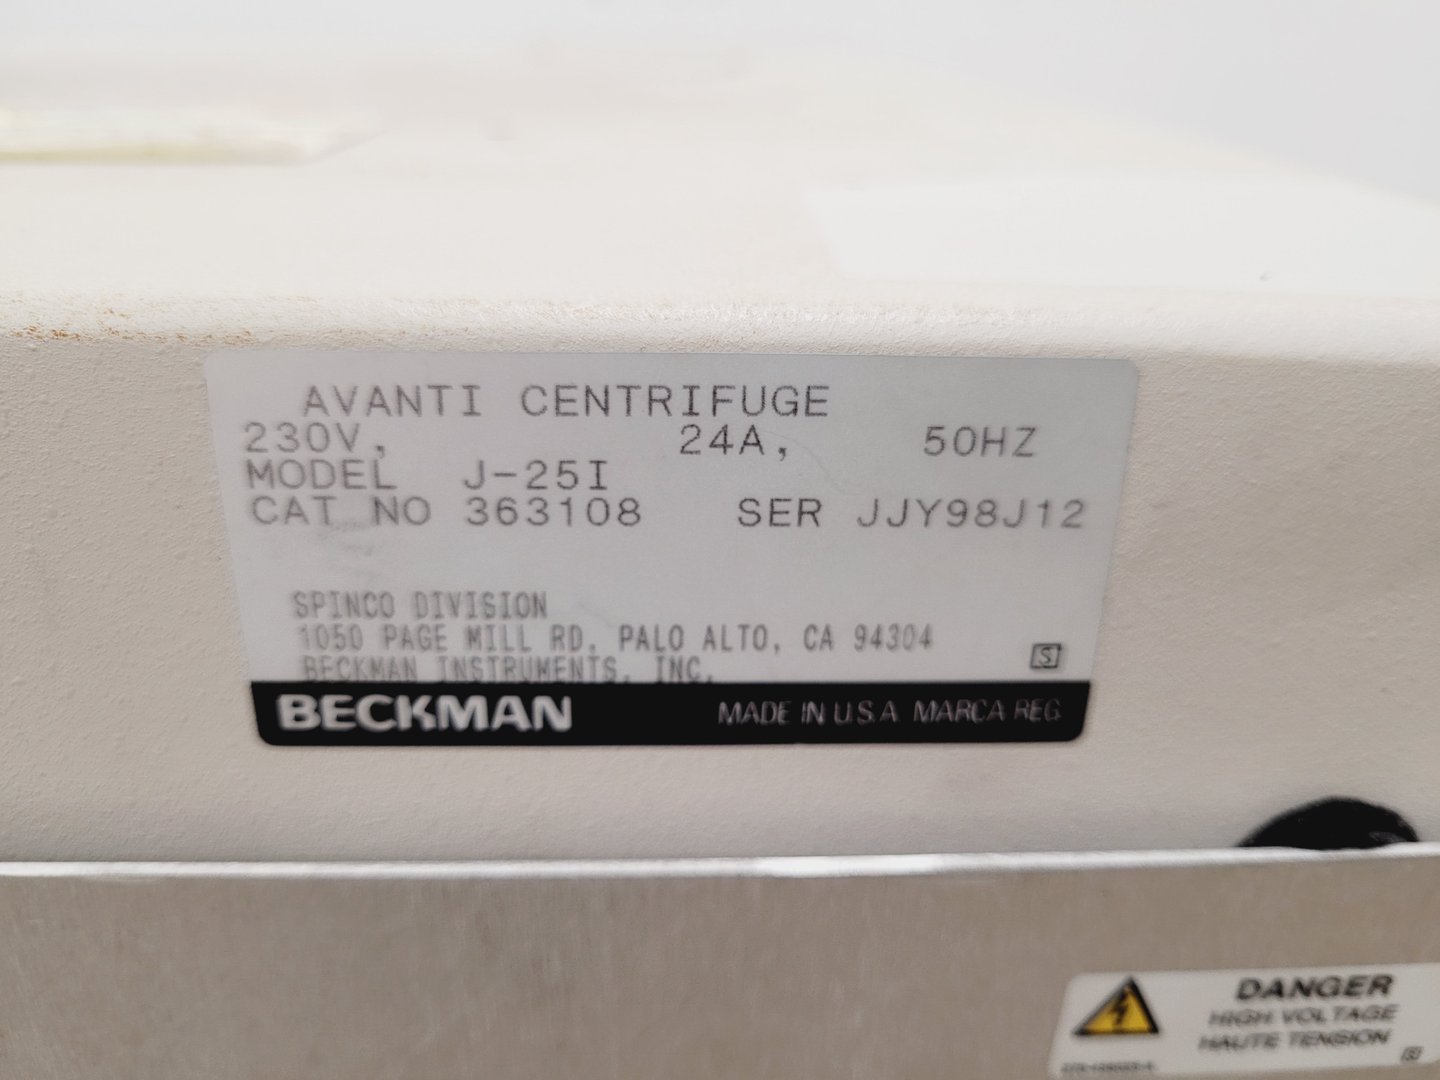 AVANTI CENTRIFUGE
230V, 24A, 50HZ
MODEL J-25I
CAT NO 363108 SER JJY98J12
SPINCO DIVISION
1050 PAGE MILL RD. PALO ALTO, CA 94304
BECKMAN INSTRUMENTS, INC.
S
BECKMAN MADE IN U.S.A MARCA REG.
DANGER
HIGH VOLTAGE
HAUTE TENSION